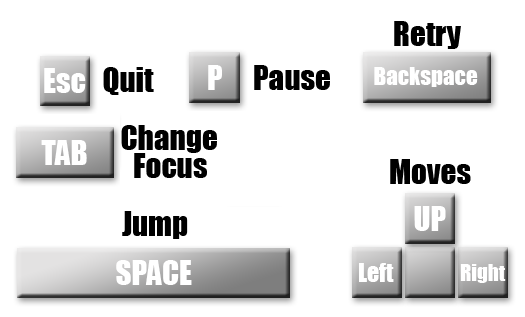 Retry
Esc Quit P Pause Backspace
TAB Change
Focus
Moves
UP
Jump
SPACE Left Right